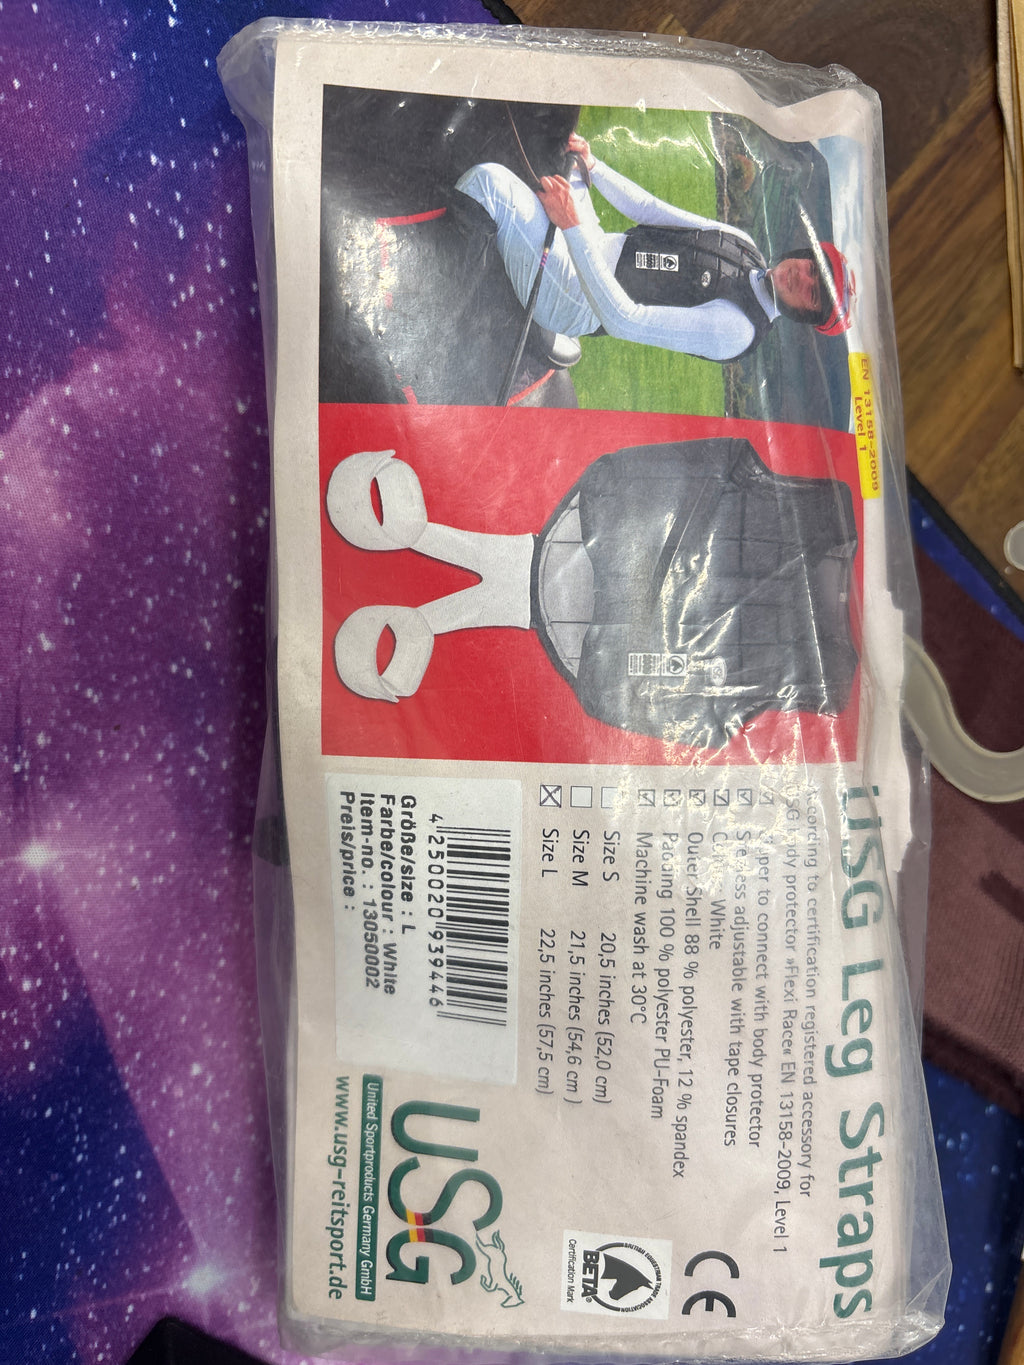 EN 13158-2009
Level 1
USG Leg Straps
according to certification registered accessory for
USG body protector »Flexi Race« EN 13158-2009, Level 1
to connect with body protector
adjustable with tape closures
White
Outer Shell 88 % polyester, 12 % spandex
Padding 100 % polyester PU-Foam
Machine wash at 30°C
Size S 20,5 inches (52,0 cm)
Size M 21,5 inches (54,6 cm )
Size L 22,5 inches (57,5 cm)
4 250020 939446
Größe/size : L
Farbe/colour : White
Item-no. : 13050002
Preis/price :
CE
BRITISH EQUESTRIAN TRADE ASSOCIATION
BETA®
Certification Mark
USG
United Sportproducts Germany GmbH
www.usg-reitsport.de